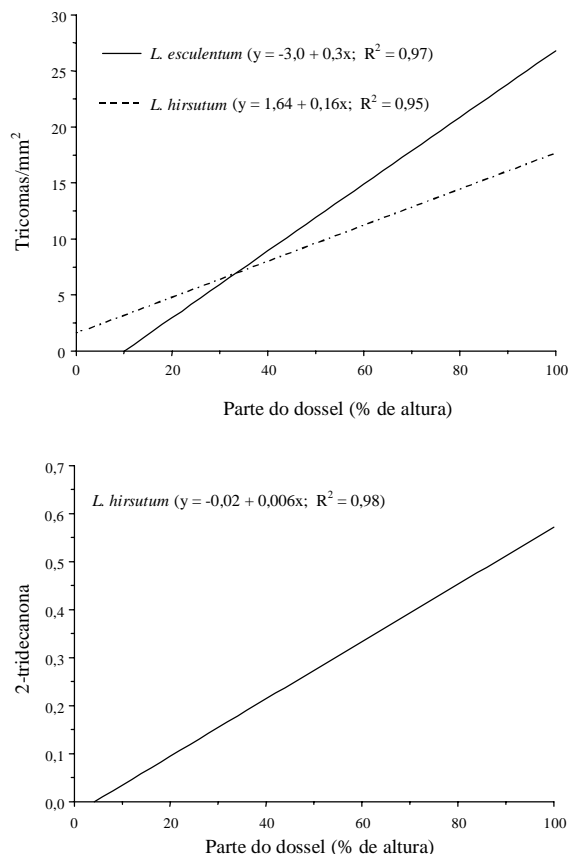 30
L. esculentum (y = -3,0 + 0,3x; R² = 0,97)
25
L. hirsutum (y = 1,64 + 0,16x; R² = 0,95)
20
15
10
5
0
Tricomas/mm²
0 20 40 60 80 100
Parte do dossel (% de altura)
0,7
L. hirsutum (y = -0,02 + 0,006x; R² = 0,98)
0,6
0,5
0,4
0,3
0,2
0,1
0,0
2-tridecanona
0 20 40 60 80 100
Parte do dossel (% de altura)